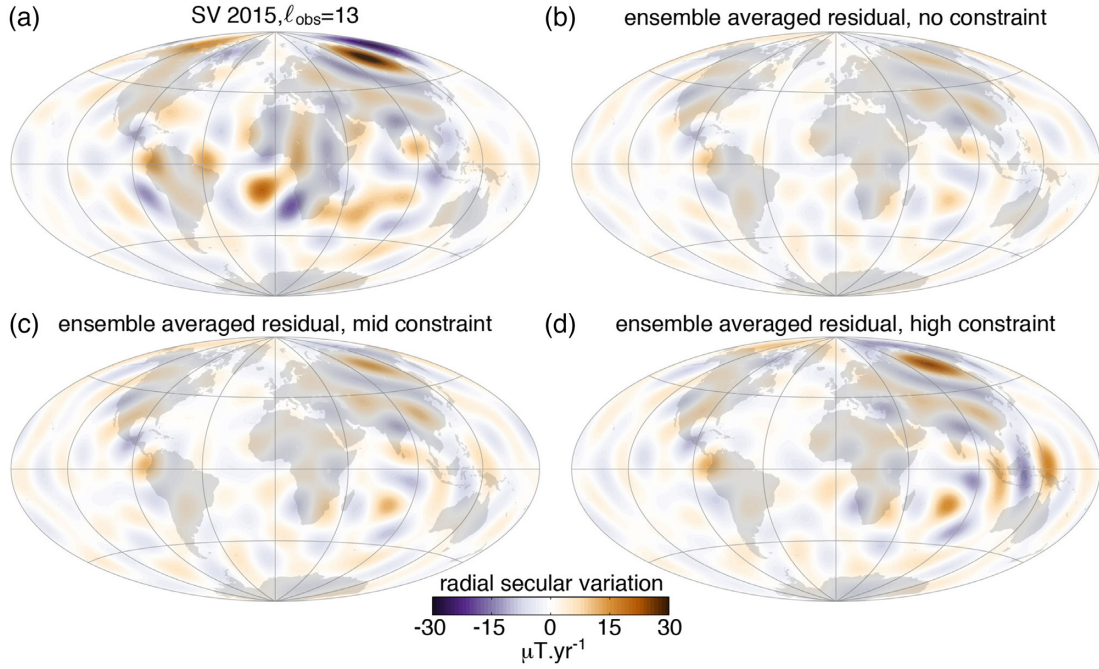 (a)
SV 2015,ℓobs=13
(b)
ensemble averaged residual, no constraint
(c)
ensemble averaged residual, mid constraint
(d)
ensemble averaged residual, high constraint
radial secular variation
-30 -15 0 15 30
μT.yr⁻¹